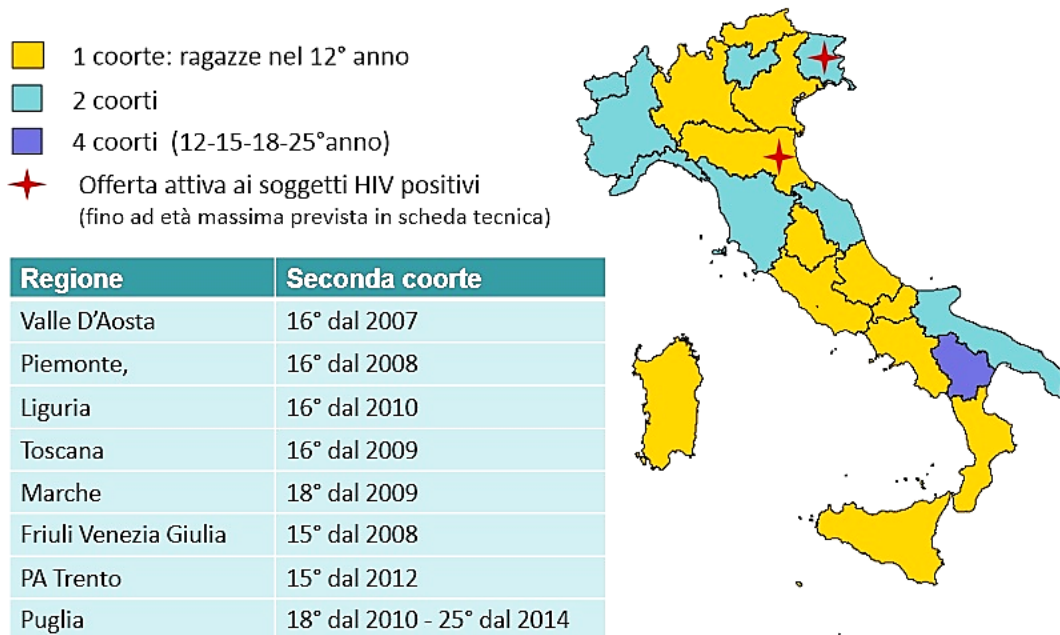 1 coorte: ragazze nel 12° anno
2 coorti
4 coorti (12-15-18-25°anno)
Offerta attiva ai soggetti HIV positivi
(fino ad età massima prevista in scheda tecnica)
Regione Seconda coorte
Valle D’Aosta 16° dal 2007
Piemonte, 16° dal 2008
Liguria 16° dal 2010
Toscana 16° dal 2009
Marche 18° dal 2009
Friuli Venezia Giulia 15° dal 2008
PA Trento 15° dal 2012
Puglia 18° dal 2010 - 25° dal 2014